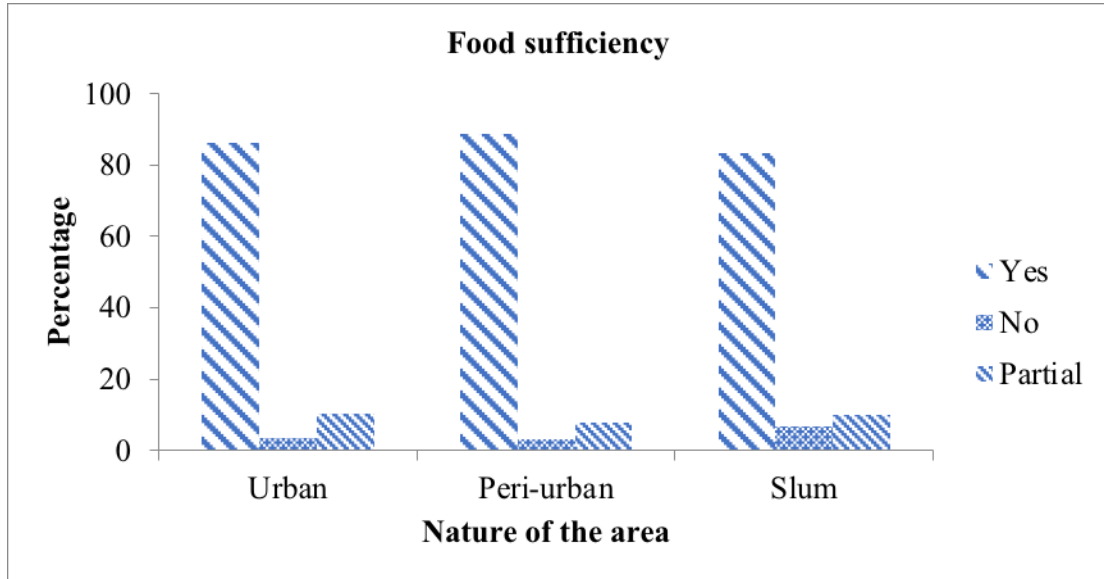 Food sufficiency
100
80
60
40
20
0
Percentage
Urban
Peri-urban
Slum
Nature of the area
Yes
No
Partial